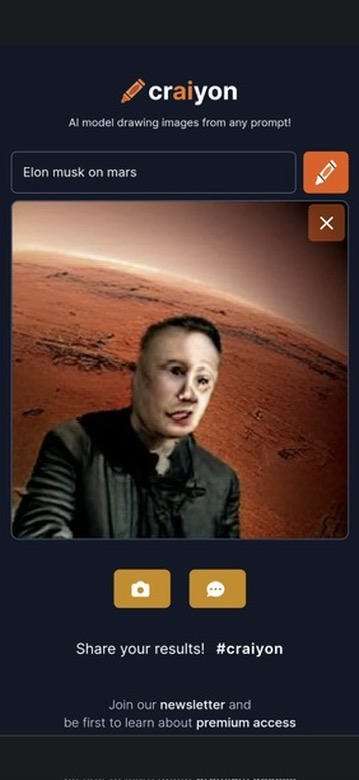 craiyon
AI model drawing images from any prompt!
Elon musk on mars
Share your results! #craiyon
Join our newsletter and
be first to learn about premium access